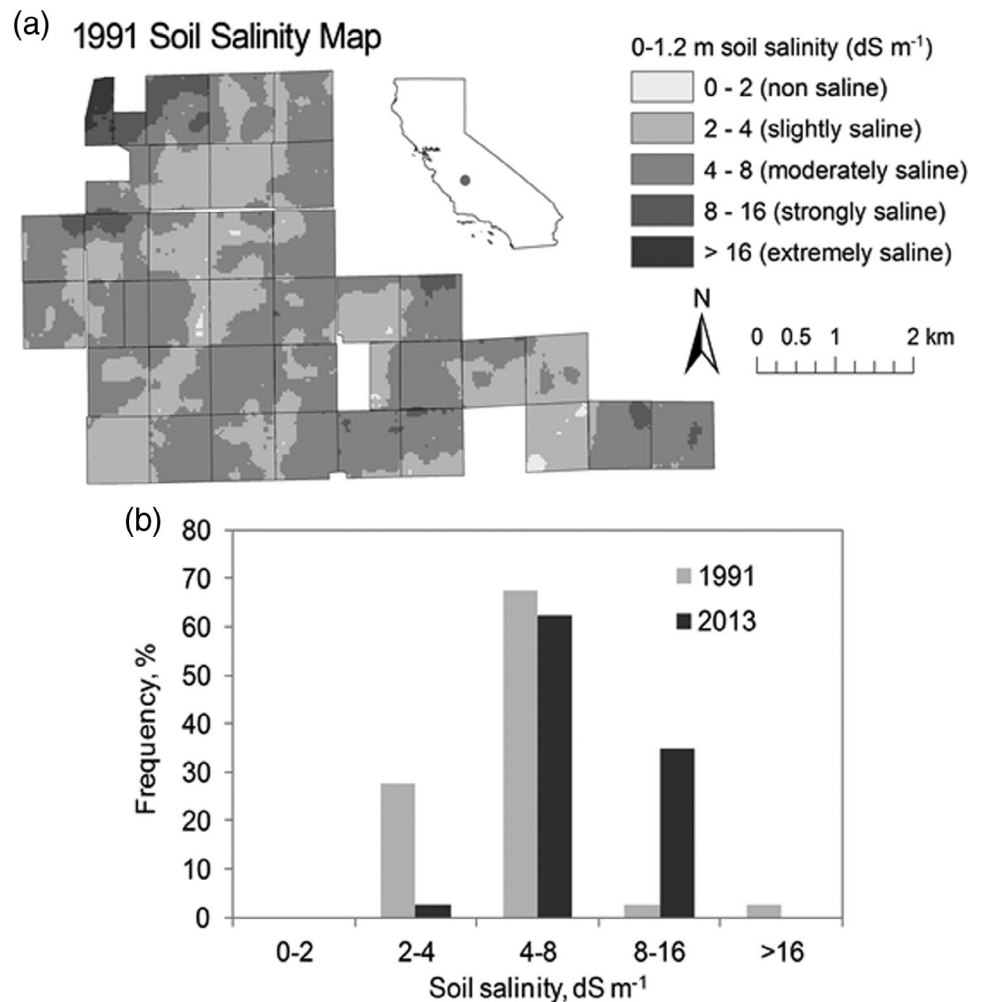 (a) 1991 Soil Salinity Map
0-1.2 m soil salinity (dS m⁻¹)
0 - 2 (non saline)
2 - 4 (slightly saline)
4 - 8 (moderately saline)
8 - 16 (strongly saline)
> 16 (extremely saline)
N
0 0.5 1 2 km
(b)
80
70
60
50
40
30
20
10
0
Frequency, %
1991
2013
0-2 2-4 4-8 8-16 >16
Soil salinity, dS m⁻¹